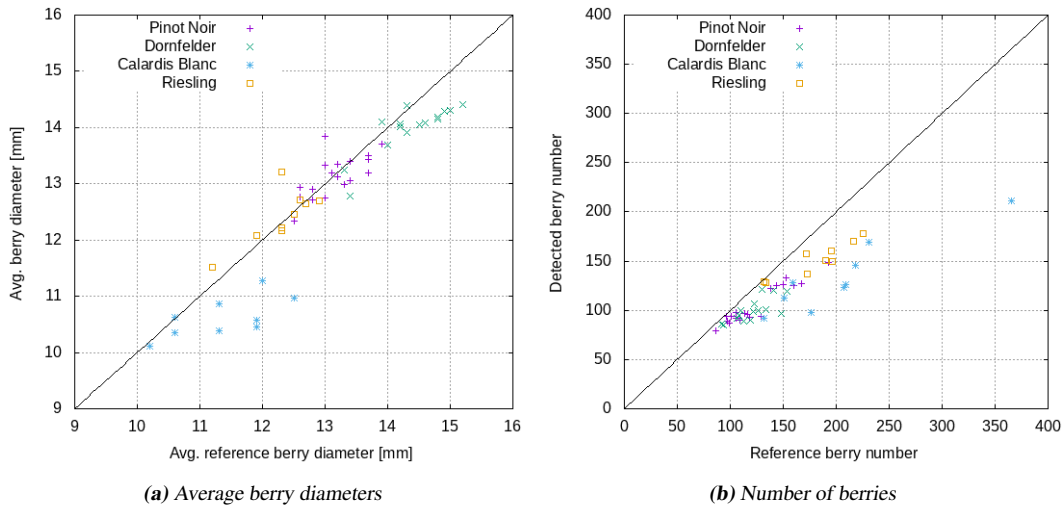 16
15
14
13
12
11
10
9
Avg. berry diameter [mm]
Pinot Noir
Dornfelder
Calardis Blanc
Riesling
9 10 11 12 13 14 15 16
Avg. reference berry diameter [mm]
(a) Average berry diameters
400
350
300
250
200
150
100
50
0
Detected berry number
Pinot Noir
Dornfelder
Calardis Blanc
Riesling
0 50 100 150 200 250 300 350 400
Reference berry number
(b) Number of berries